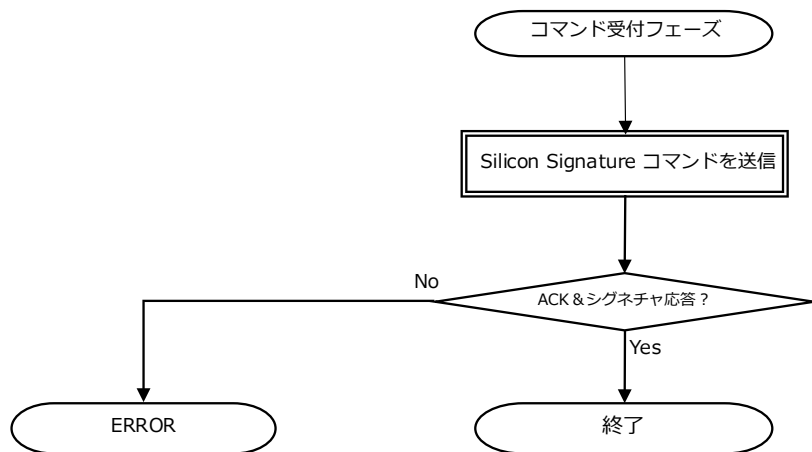 コマンド受付フェーズ
Silicon Signature コマンドを送信
No
ACK＆シグネチャ応答？
Yes
ERROR
終了